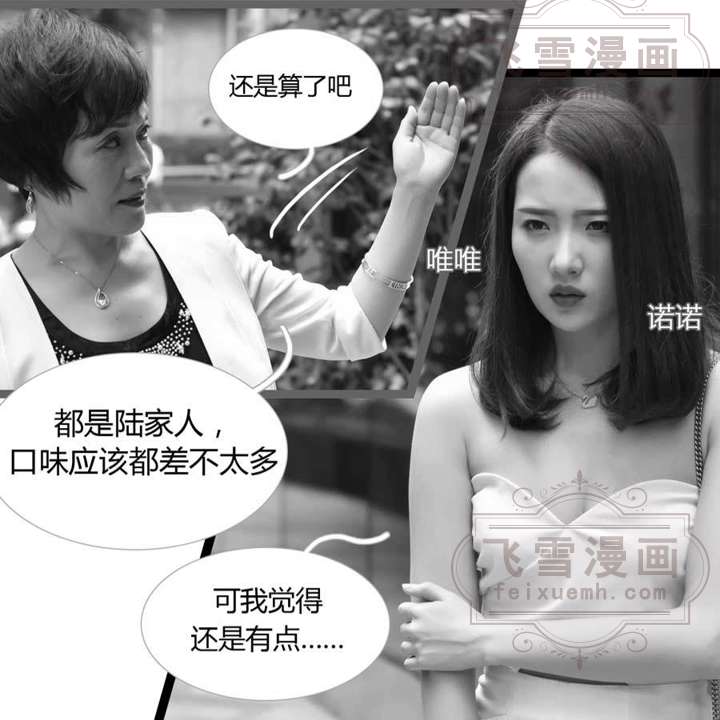 飞雪漫画
feixuemh.com
还是算了吧
唯唯
诺诺
都是陆家人，
口味应该都差不太多
飞雪漫画
feixuemh.com
可我觉得
还是有点……